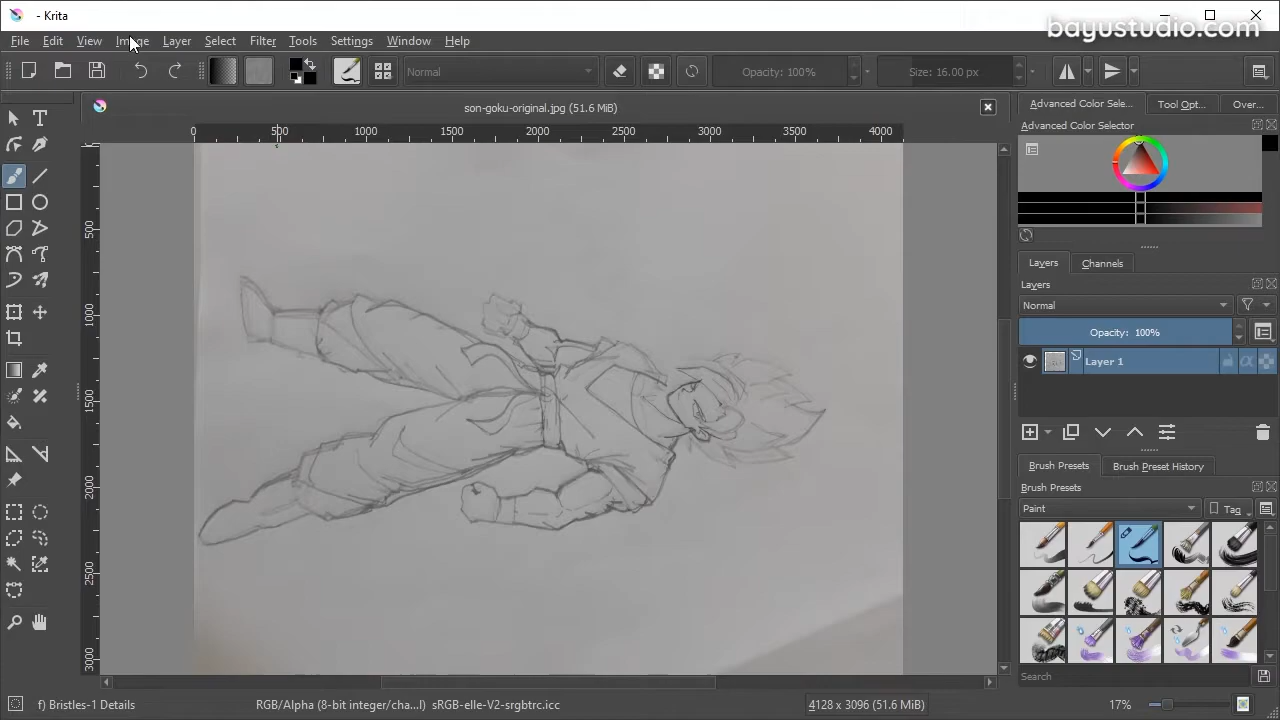 - Krita
bayustudio.com
File Edit View Image Layer Select Filter Tools Settings Window Help
Normal
Opacity: 100%
Size: 16.00 px
son-goku-original.jpg (51.6 MiB)
Advanced Color Sele...
Tool Opt...
Over...
Advanced Color Selector
0 500 1000 1500 2000 2500 3000 3500 4000
500
1000
1500
2000
2500
3000
Layers Channels
Layers
Normal
Opacity: 100%
Layer 1
Brush Presets Brush Preset History
Brush Presets
Paint
Tag
Search
f) Bristles-1 Details
RGB/Alpha (8-bit integer/cha...l) sRGB-elle-V2-srgbtrc.icc
4128 x 3096 (51.6 MiB)
17%